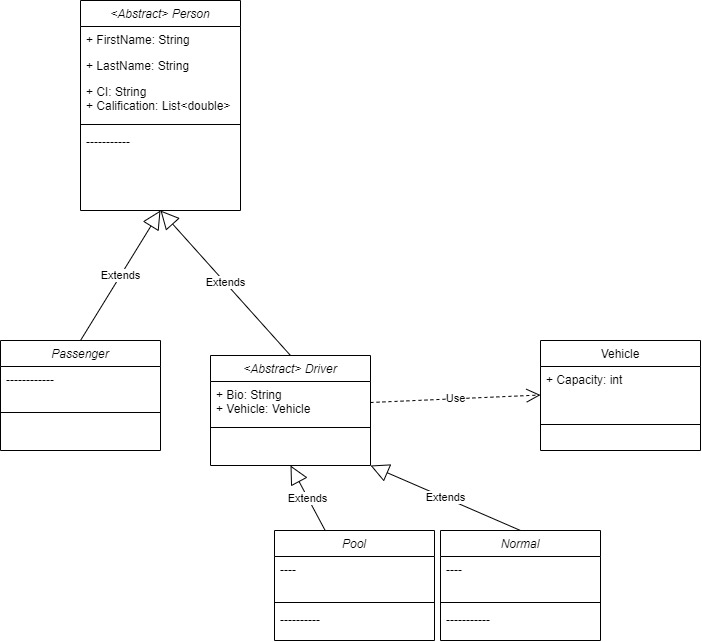 <Abstract> Person
+ FirstName: String
+ LastName: String
+ CI: String
+ Calification: List<double>
-----------
Extends
Extends
Passenger
------------
<Abstract> Driver
+ Bio: String
+ Vehicle: Vehicle
Use
Vehicle
+ Capacity: int
Extends
Extends
Pool
----
----------
Normal
----
-----------